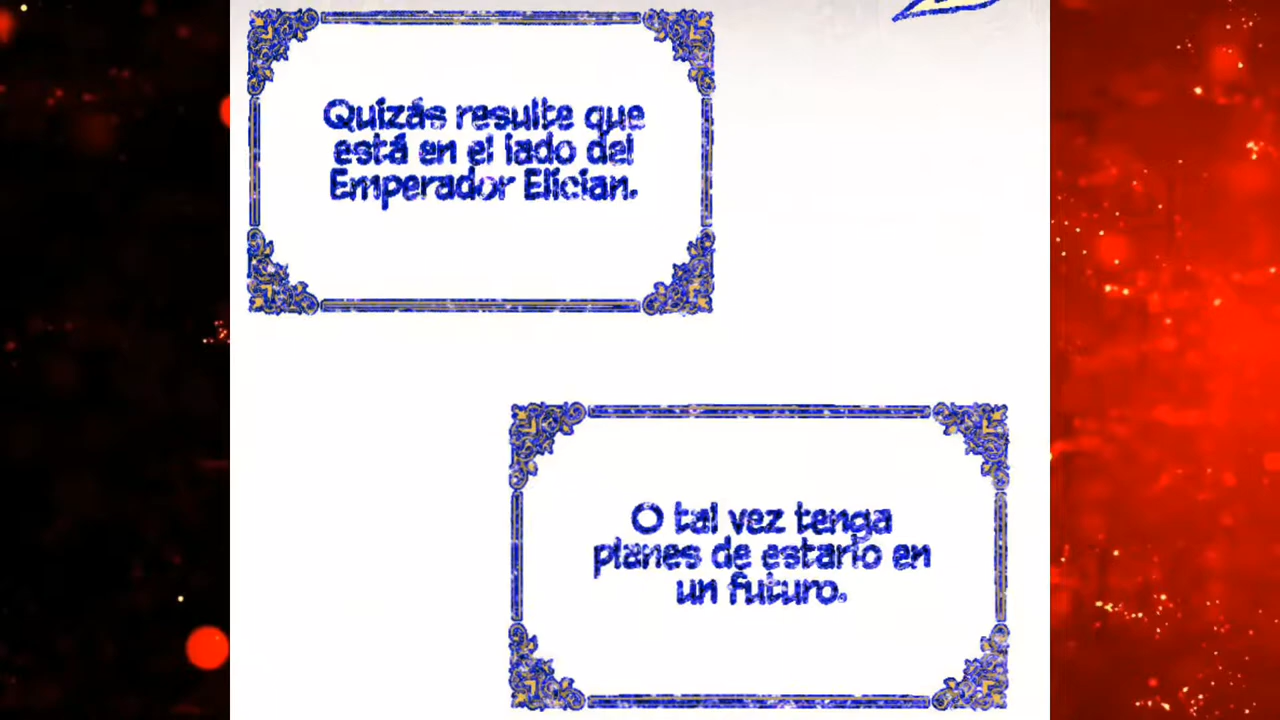 Quizás resulte que
está en el lado del
Emperador Elician.
O tal vez tenga
planes de estarlo en
un futuro.